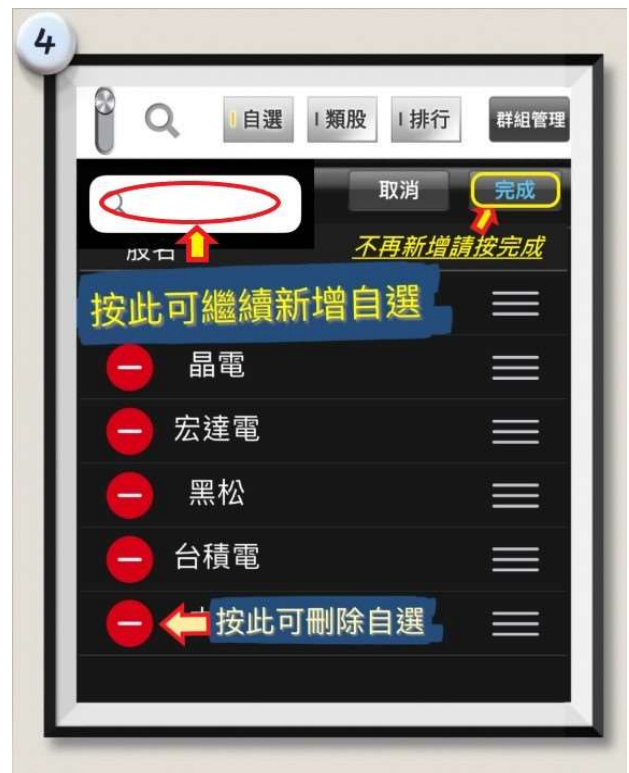 4
自選 類股 排行 群組管理
取消 完成
股名 不再新增請按完成
按此可繼續新增自選
晶電
宏達電
黑松
台積電
按此可刪除自選